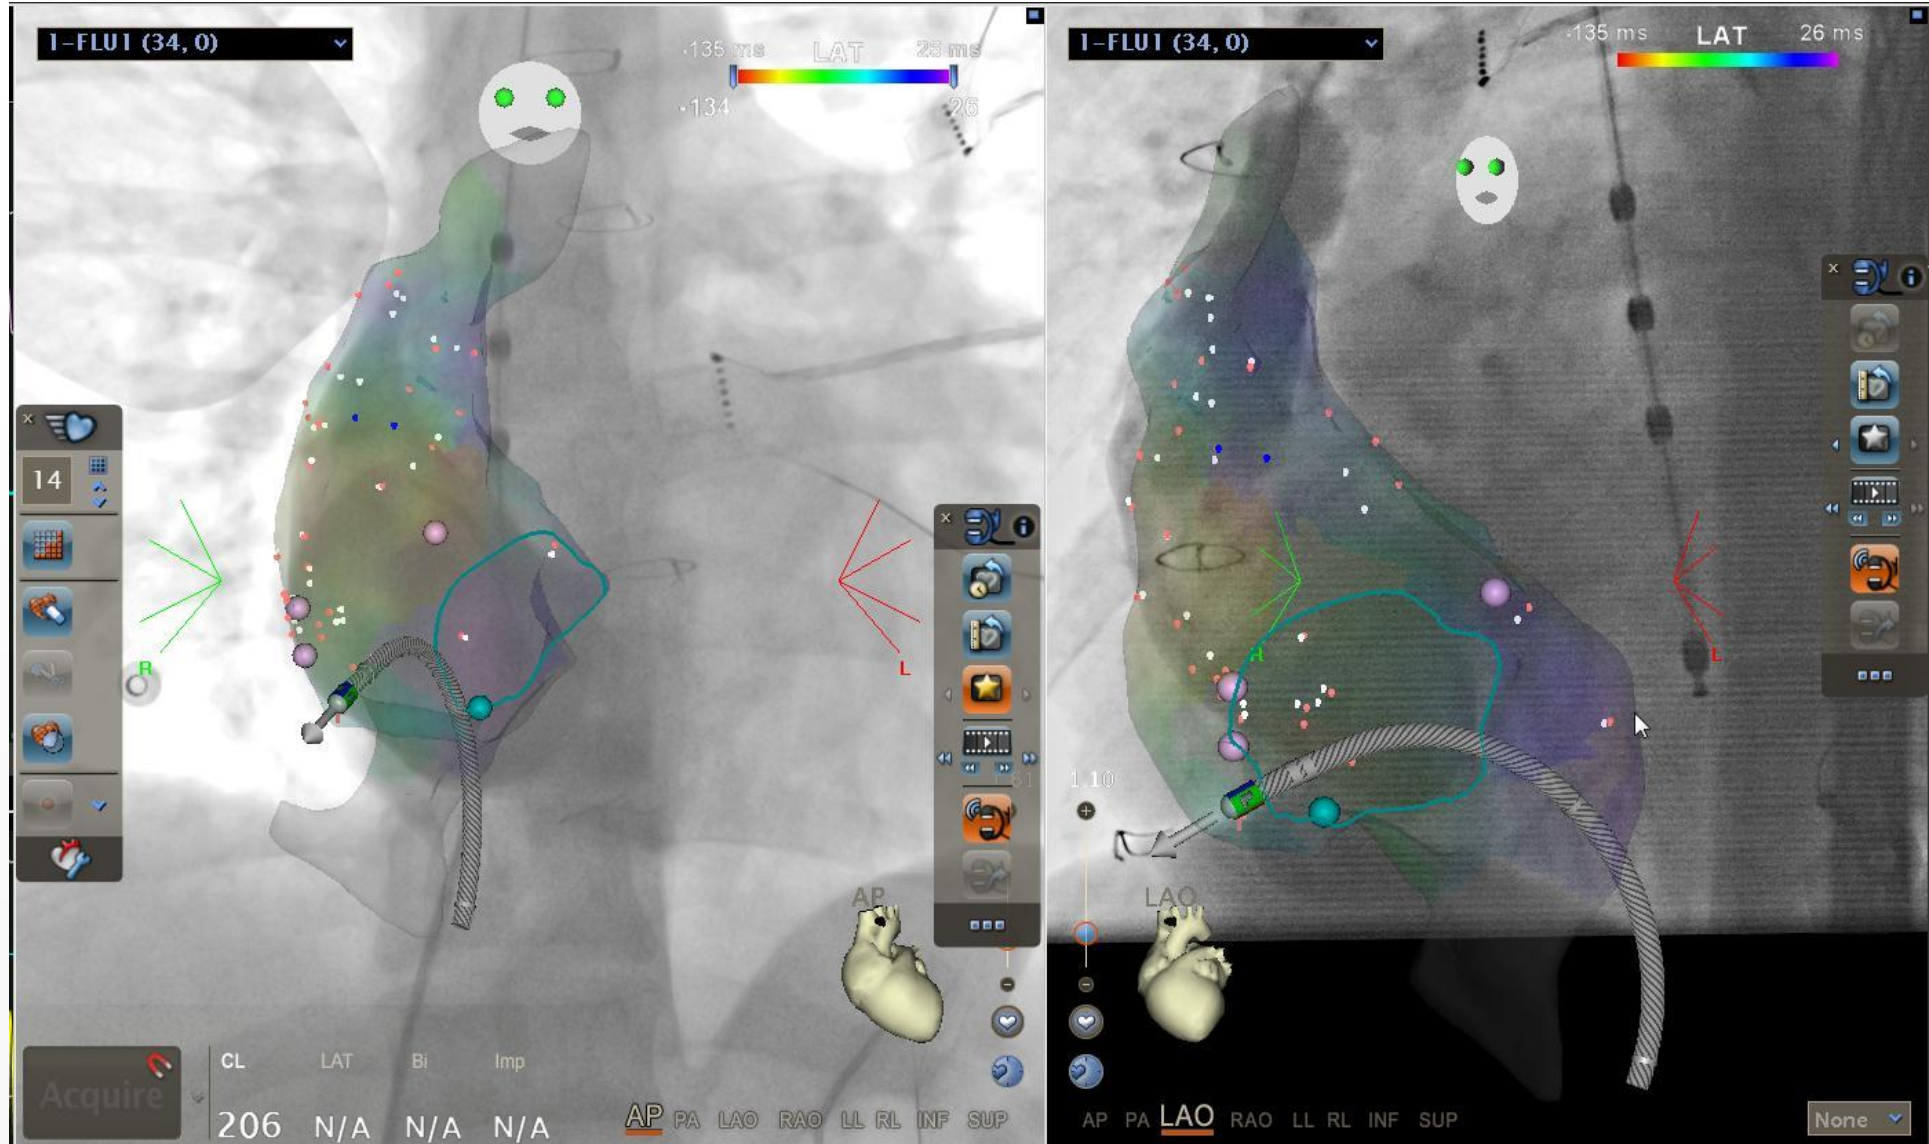 1-FLU1 (34, 0)
-135 ms LAT 26 ms
-134 26
x
14
R
L
x
i
AP
Acquire
CL LAT Bi Imp
206 N/A N/A N/A
AP PA LAO RAO LL RL INF SUP
1-FLU1 (34, 0)
-135 ms LAT 26 ms
x
i
R
L
1.10
LAO
AP PA LAO RAO LL RL INF SUP
None